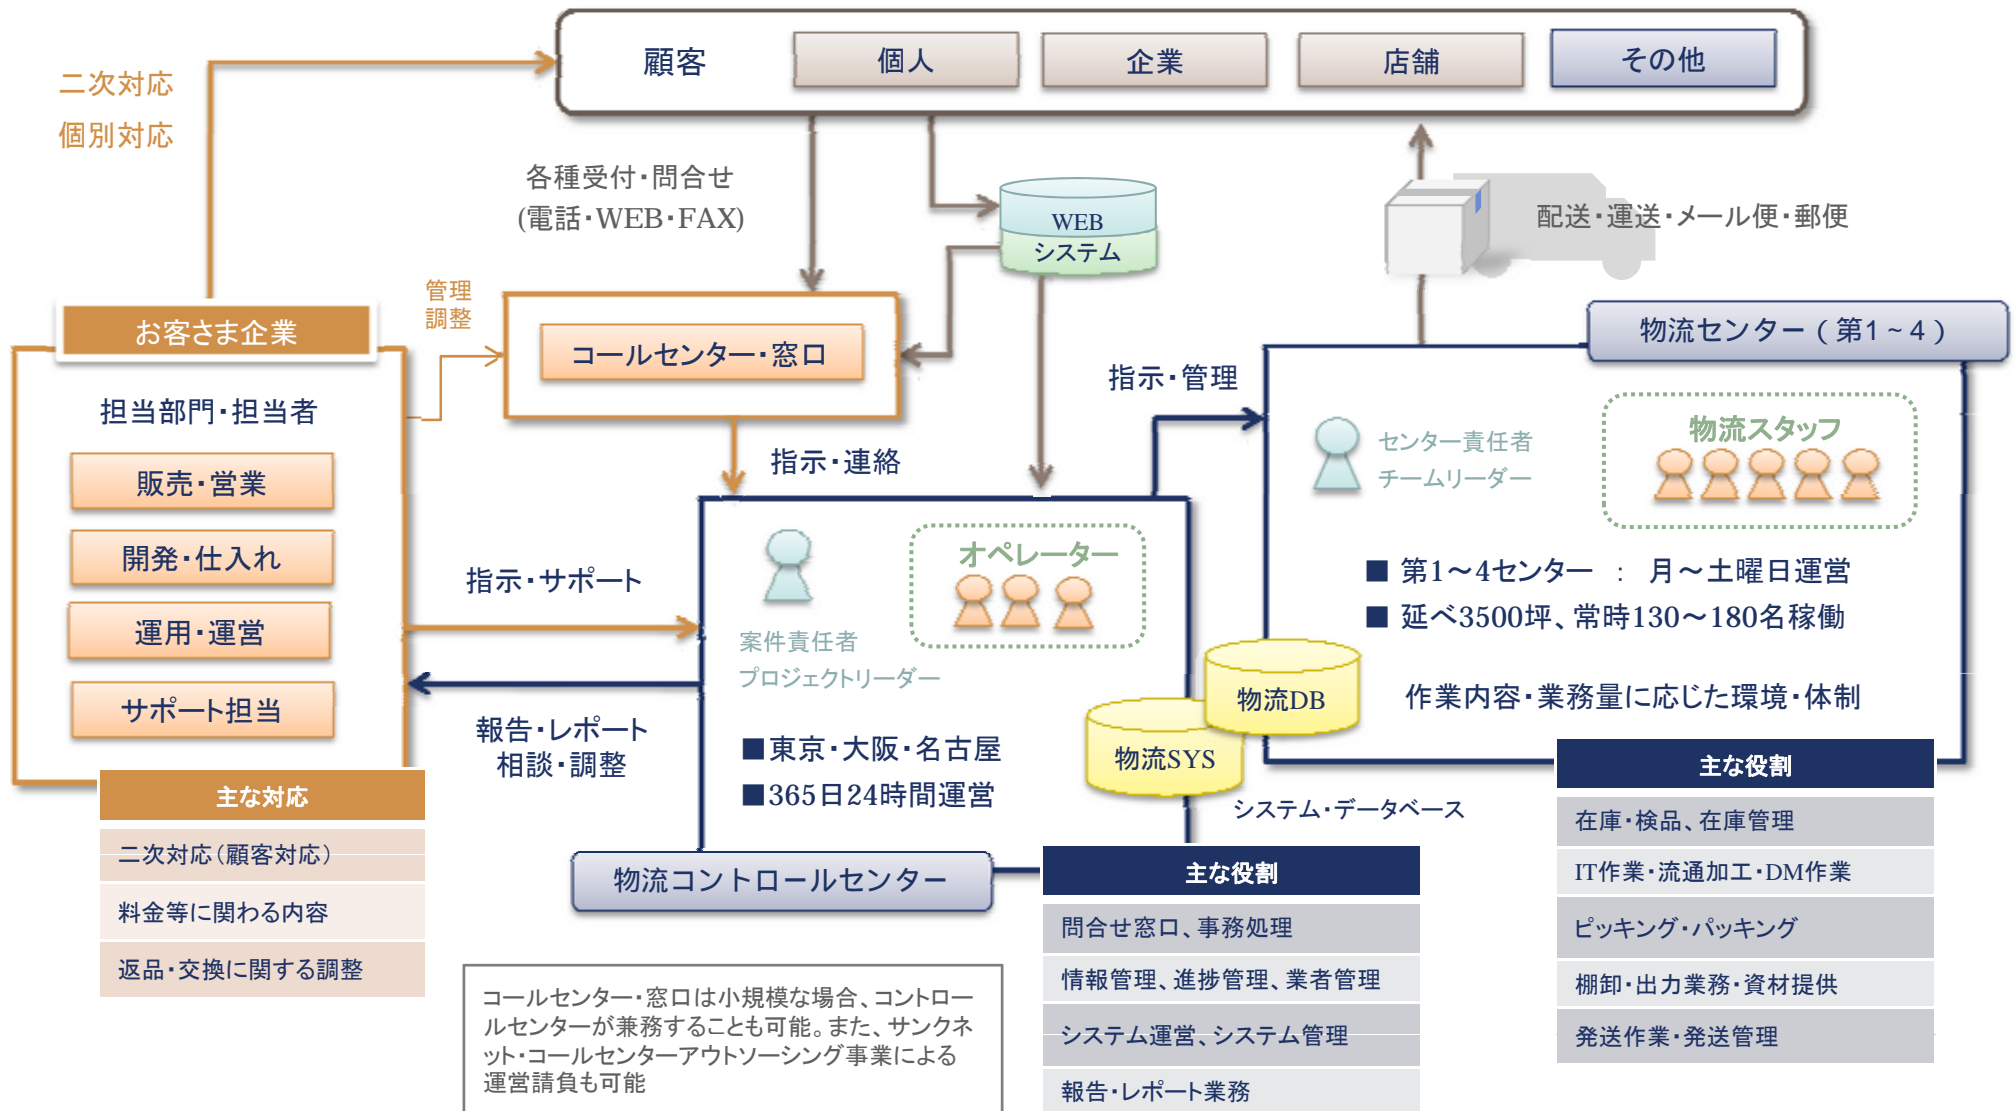 顧客
個人
企業
店舗
その他
二次対応
個別対応
各種受付・問合せ
(電話・WEB・FAX)
WEB
システム
配送・運送・メール便・郵便
管理
調整
お客さま企業
コールセンター・窓口
物流センター（第1~4）
担当部門・担当者
販売・営業
開発・仕入れ
運用・運営
サポート担当
指示・連絡
指示・管理
センター責任者
チームリーダー
物流スタッフ
指示・サポート
オペレーター
案件責任者
プロジェクトリーダー
■ 第1～4センター ： 月～土曜日運営
■ 延べ3500坪、常時130～180名稼働
作業内容・業務量に応じた環境・体制
報告・レポート
相談・調整
■東京・大阪・名古屋
■365日24時間運営
物流DB
物流SYS
システム・データベース
物流コントロールセンター
主な対応
二次対応（顧客対応）
料金等に関わる内容
返品・交換に関する調整
コールセンター・窓口は小規模な場合、コントロー
ルセンターが兼務することも可能。また、サンクネ
ット・コールセンターアウトソーシング事業による
運営請負も可能
主な役割
問合せ窓口、事務処理
情報管理、進捗管理、業者管理
システム運営、システム管理
報告・レポート業務
主な役割
在庫・検品、在庫管理
IT作業・流通加工・DM作業
ピッキング・パッキング
棚卸・出力業務・資材提供
発送作業・発送管理